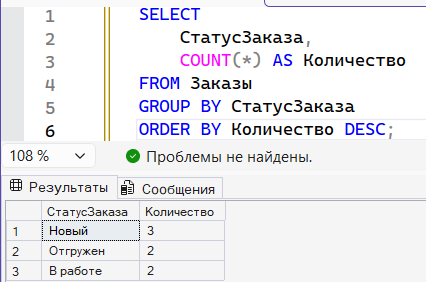 1 SELECT
2 СтатусЗаказа,
3 COUNT(*) AS Количество
4 FROM Заказы
5 GROUP BY СтатусЗаказа
6 ORDER BY Количество DESC;
108 % Проблемы не найдены.
Результаты Сообщения
СтатусЗаказа Количество
1 Новый 3
2 Отгружен 2
3 В работе 2